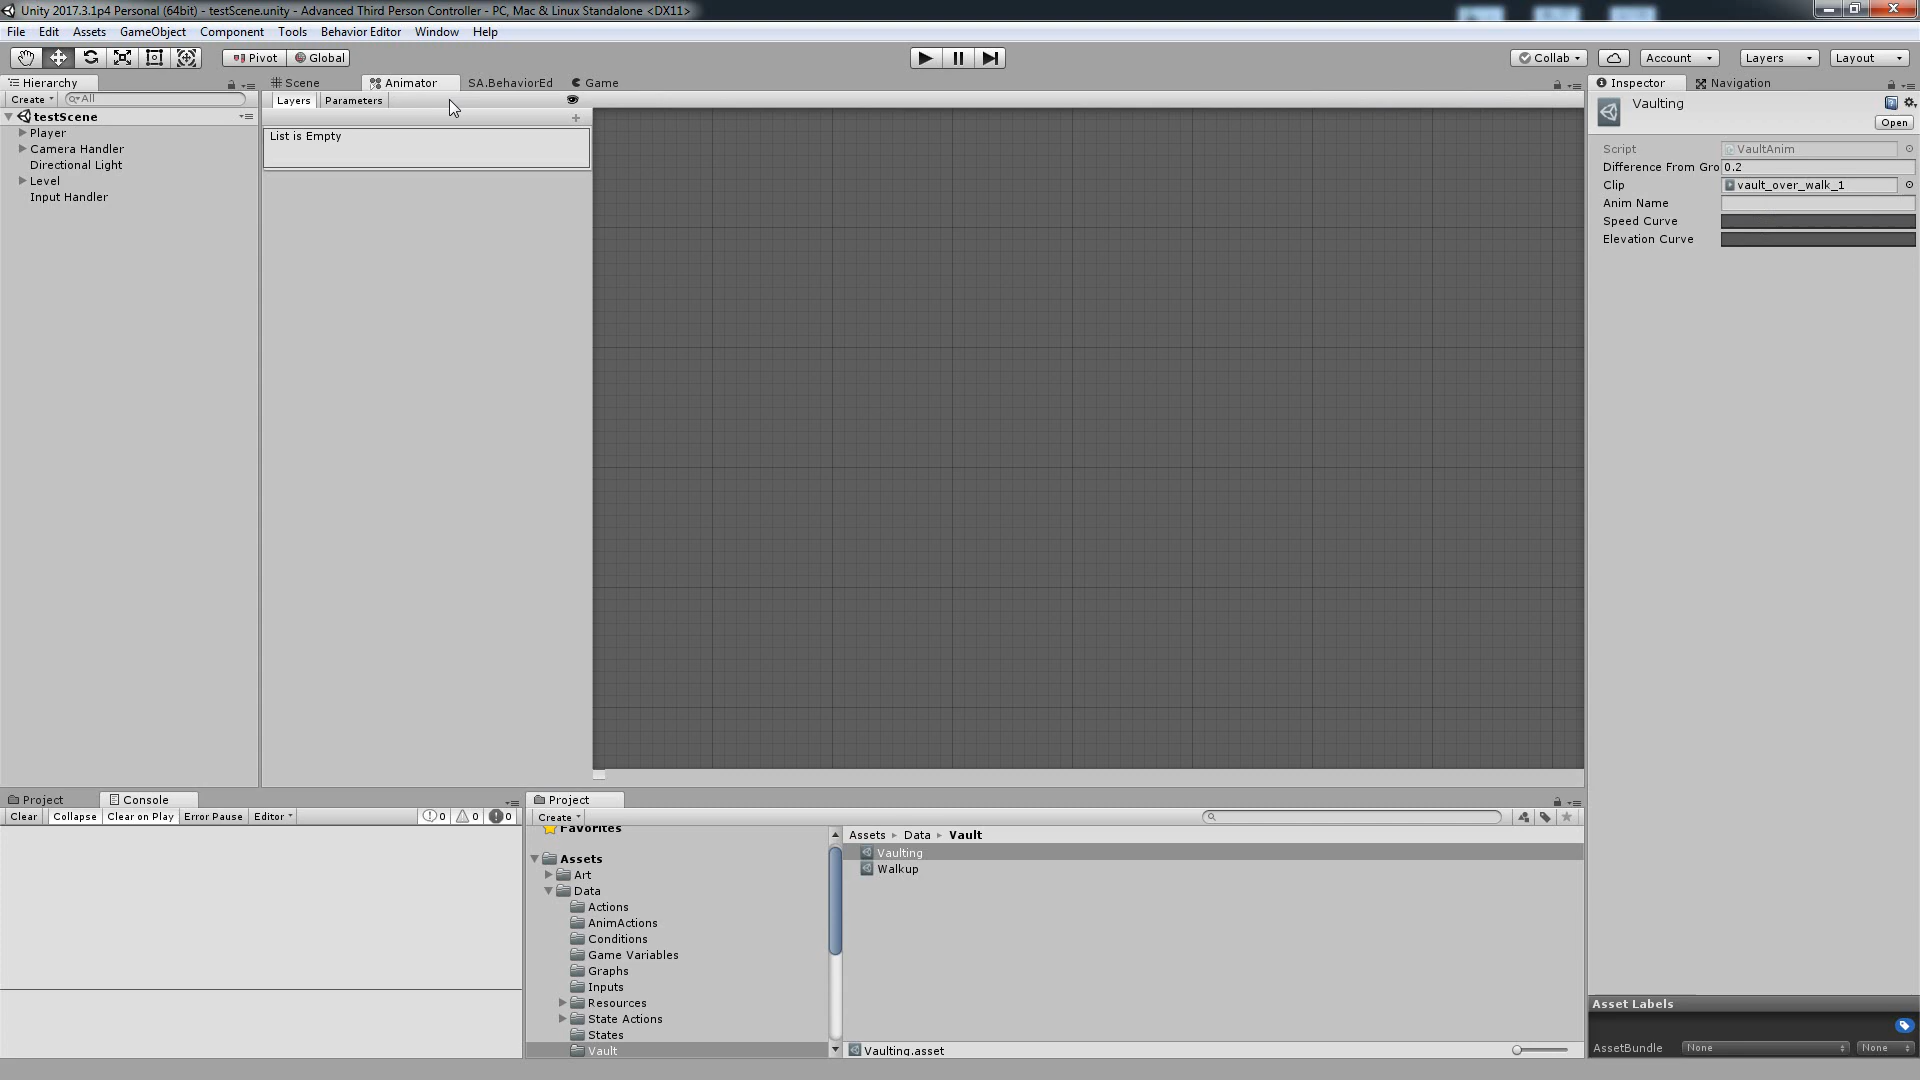 Unity 2017.3.1p4 Personal (64bit) - testScene.unity - Advanced Third Person Controller - PC, Mac & Linux Standalone <DX11>
File Edit Assets GameObject Component Tools Behavior Editor Window Help
Pivot Global Collab Account Layers Layout
Hierarchy Scene Animator SA.BehaviorEd Game Inspector Navigation
Create All Layers Parameters Vaulting
testScene Open
Player List is Empty
Camera Handler Script VaultAnim
Directional Light Difference From Gro 0.2
Level Clip vault_over_walk_1
Input Handler Anim Name
Speed Curve
Elevation Curve
Project Console Project
Clear Collapse Clear on Play Error Pause Editor 0 0 0 Create
Favorites Assets Data Vault
Assets Vaulting
Art Walkup
Data
Actions
AnimActions
Conditions
Game Variables
Graphs
Inputs
Resources
State Actions
States
Vault Vaulting.asset
Asset Labels
AssetBundle None None